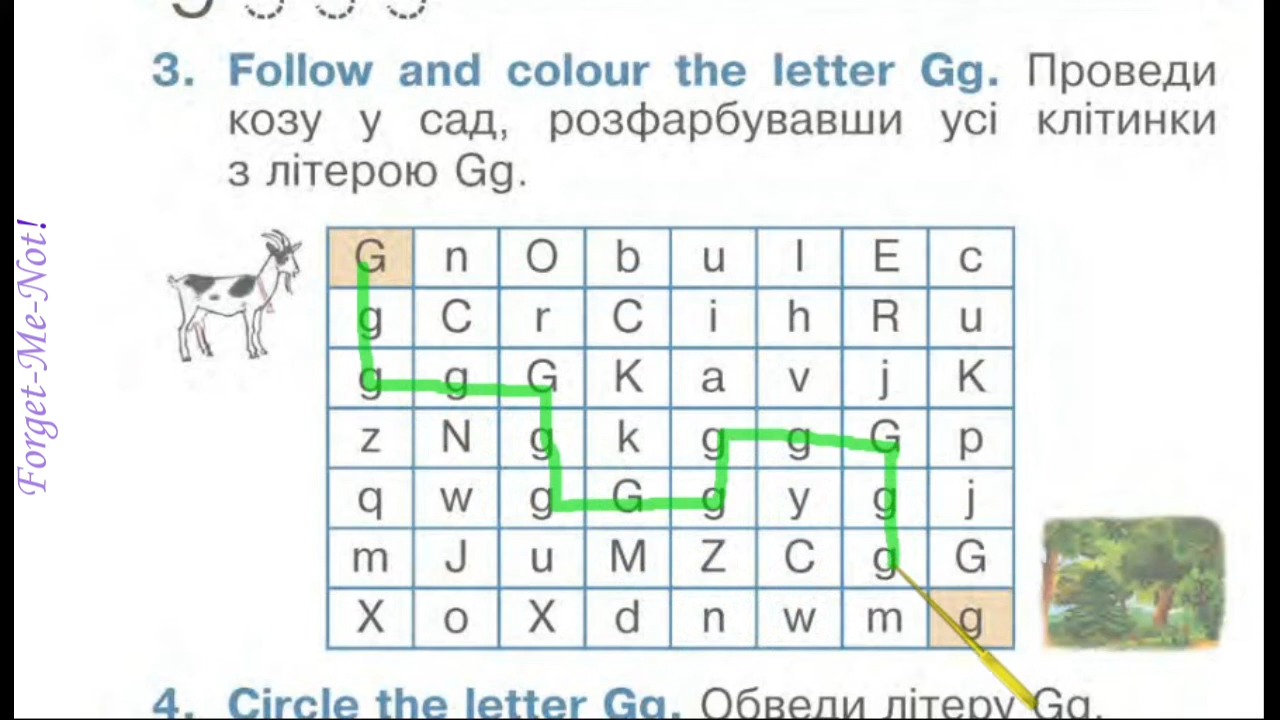 3. Follow and colour the letter Gg. Проведи
козу у сад, розфарбувавши усі клітинки
з літерою Gg.
Forget-Me-Not!
G n O b u l E c
g C r C i h R u
g g G K a v j K
z N g k g g G p
q w g G g y g j
m J u M Z C g G
X o X d n w m g
4. Circle the letter Gg. Обведи літеру Gg.